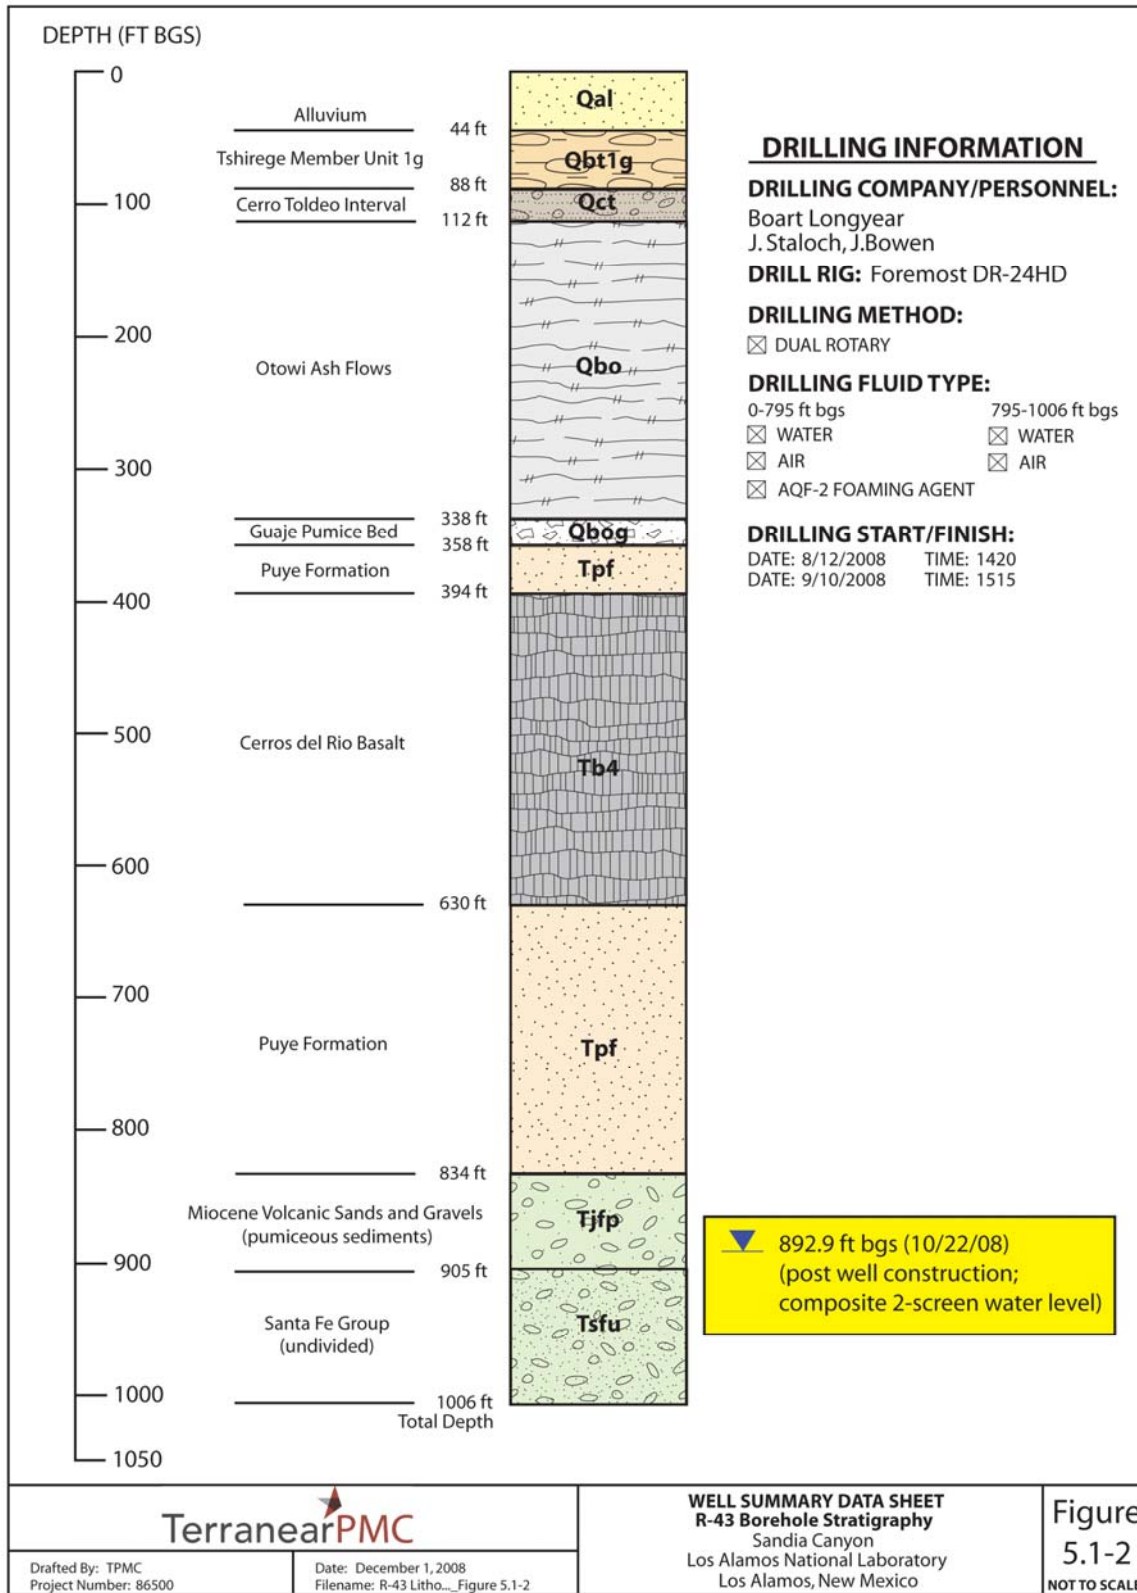 DEPTH (FT BGS)
0
100
200
300
400
500
600
700
800
900
1000
1050
Alluvium
44 ft
Tshirege Member Unit 1g
88 ft
Cerro Toldeo Interval
112 ft
Otowi Ash Flows
338 ft
Guaje Pumice Bed
358 ft
Puye Formation
394 ft
Cerros del Rio Basalt
630 ft
Puye Formation
834 ft
Miocene Volcanic Sands and Gravels
(pumiceous sediments)
905 ft
Santa Fe Group
(undivided)
1006 ft
Total Depth
Qal
Qbt1g
Qct
Qbo
Qbog
Tpf
Tb4
Tpf
Tjfp
Tsfu
DRILLING INFORMATION
DRILLING COMPANY/PERSONNEL:
Boart Longyear
J. Staloch, J.Bowen
DRILL RIG: Foremost DR-24HD
DRILLING METHOD:
DUAL ROTARY
DRILLING FLUID TYPE:
0-795 ft bgs 795-1006 ft bgs
WATER WATER
AIR AIR
AQF-2 FOAMING AGENT
DRILLING START/FINISH:
DATE: 8/12/2008 TIME: 1420
DATE: 9/10/2008 TIME: 1515
892.9 ft bgs (10/22/08)
(post well construction;
composite 2-screen water level)
TerranearPMC
Drafted By: TPMC
Project Number: 86500
Date: December 1, 2008
Filename: R-43 Litho..._Figure 5.1-2
WELL SUMMARY DATA SHEET
R-43 Borehole Stratigraphy
Sandia Canyon
Los Alamos National Laboratory
Los Alamos, New Mexico
Figure
5.1-2
NOT TO SCALE